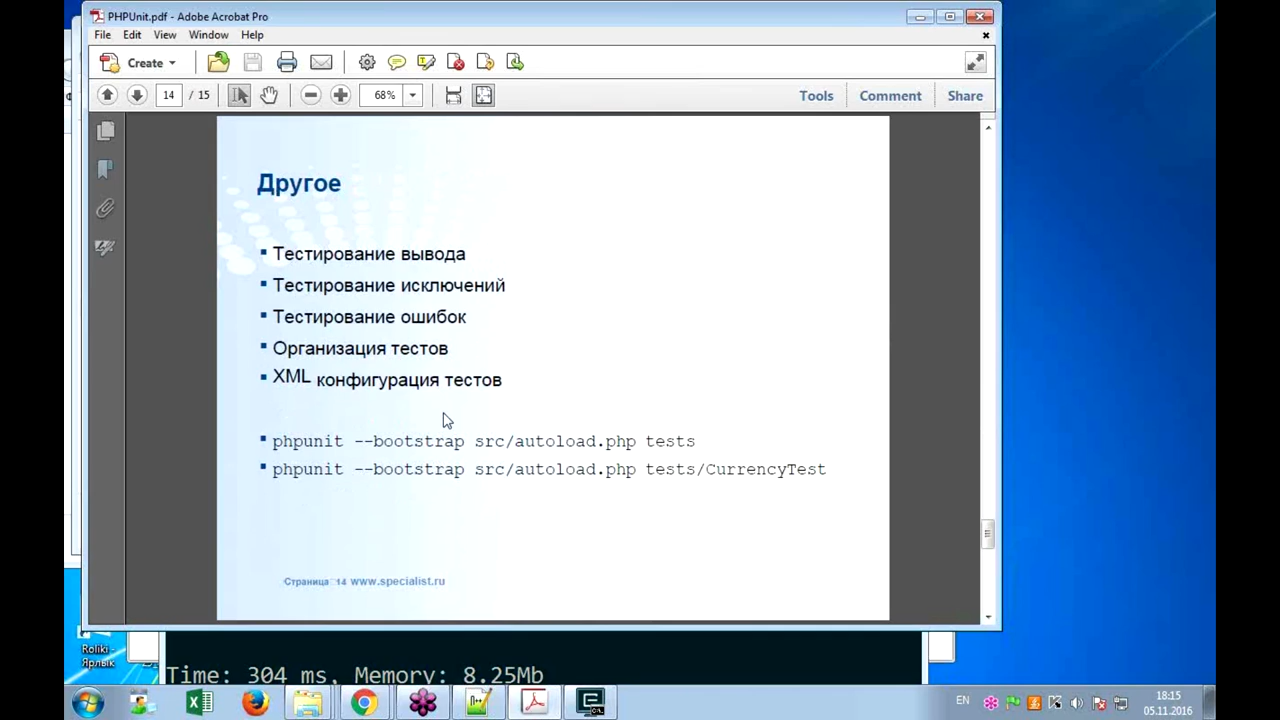 PHPUnit.pdf - Adobe Acrobat Pro
File Edit View Window Help
Create
14 / 15 68% Tools Comment Share
Другое
Тестирование вывода
Тестирование исключений
Тестирование ошибок
Организация тестов
XML конфигурация тестов
phpunit --bootstrap src/autoload.php tests
phpunit --bootstrap src/autoload.php tests/CurrencyTest
Страница 14 www.specialist.ru
Roliki -
Ярлык
Time: 304 ms, Memory: 8.25Mb
EN 18:15
05.11.2016